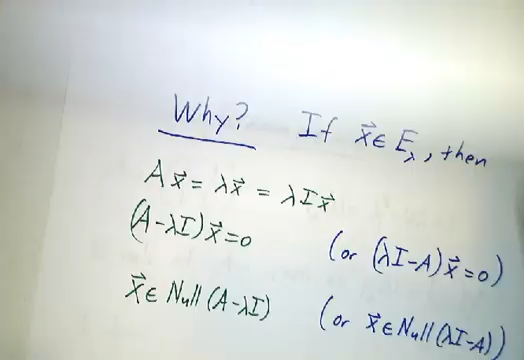 Why? If x⃗ ∈ E_λ, then
Ax⃗ = λx⃗ = λIx⃗
(A-λI)x⃗=0 (or (λI-A)x⃗=0)
x⃗ ∈ Null (A-λI) (or x⃗ ∈ Null (λI-A))